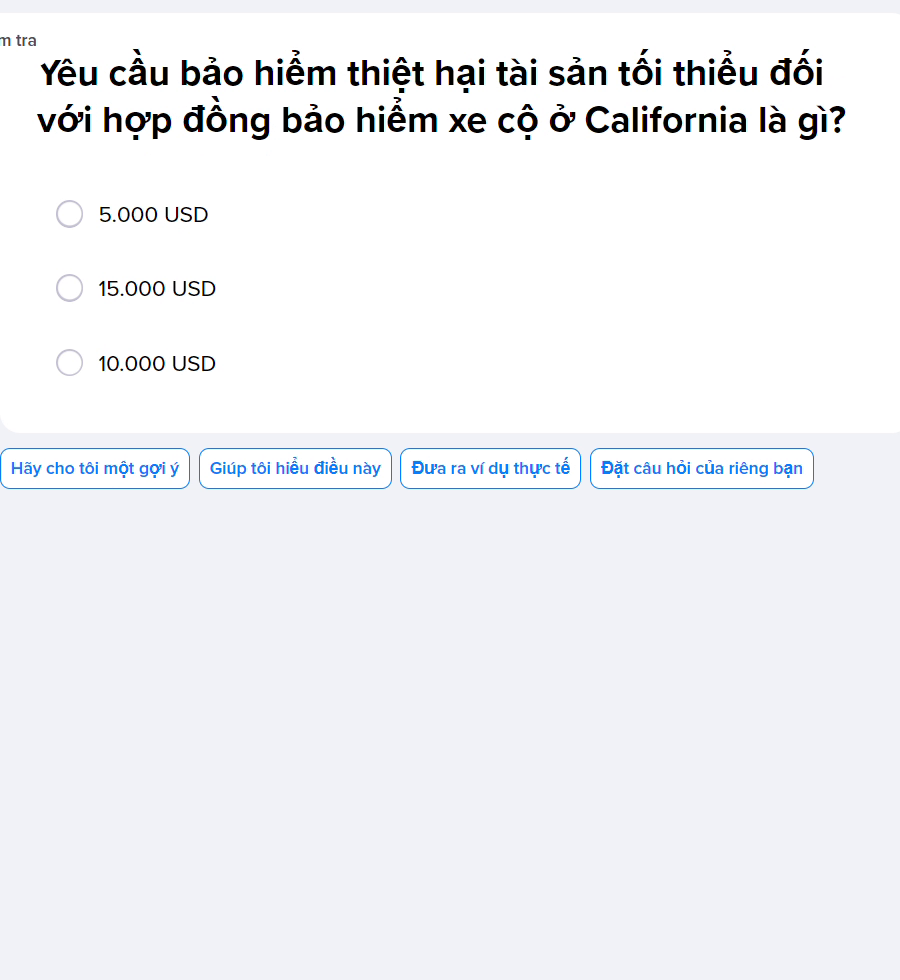 m tra
Yêu cầu bảo hiểm thiệt hại tài sản tối thiểu đối
với hợp đồng bảo hiểm xe cộ ở California là gì?
5.000 USD
15.000 USD
10.000 USD
Hãy cho tôi một gợi ý Giúp tôi hiểu điều này Đưa ra ví dụ thực tế Đặt câu hỏi của riêng bạn